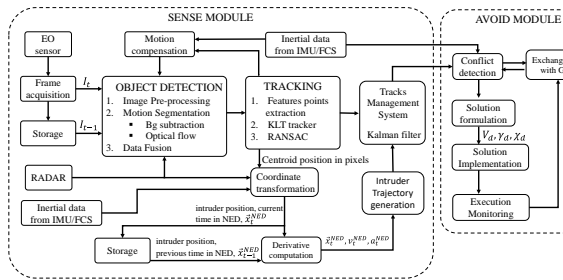 SENSE MODULE
AVOID MODULE
EO
sensor
Motion
compensation
Inertial data
from IMU/FCS
Conflict
detection
Exchang
with G
Frame
acquisition
I_t
OBJECT DETECTION
1. Image Pre-processing
2. Motion Segmentation
▪ Bg subtraction
▪ Optical flow
3. Data Fusion
TRACKING
1. Features points
extraction
2. KLT tracker
3. RANSAC
Tracks
Management
System
Kalman filter
Storage
I_{t-1}
Solution
formulation
V_d, γ_d, χ_d
Solution
Implementation
Execution
Monitoring
RADAR
Centroid position in pixels
Coordinate
transformation
Intruder
Trajectory
generation
Inertial data
from IMU/FCS
intruder position, current
time in NED, x⃗_t^{NED}
Storage
intruder position,
previous time in NED, x⃗_{t-1}^{NED}
Derivative
computation
x⃗_t^{NED}, v_t^{NED}, a_t^{NED}